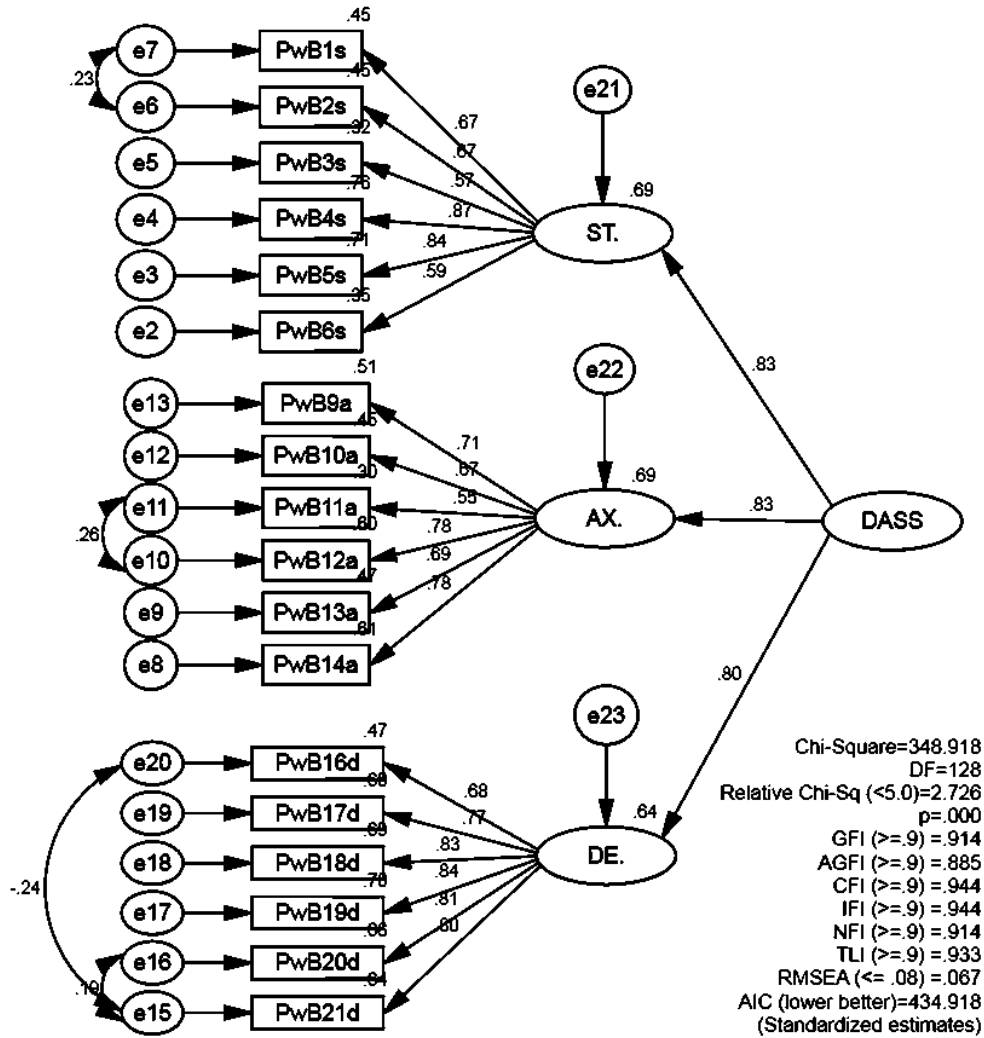 .45
e7
PwB1s
.45
.23
e6
PwB2s
.32
e5
PwB3s
.76
e4
PwB4s
.71
e3
PwB5s
.35
e2
PwB6s
.67
.67
.57
.87
.84
.59
e21
.69
ST.
.83
.51
e13
PwB9a
.45
e12
PwB10a
.30
e11
PwB11a
.60
.26
e10
PwB12a
.47
e9
PwB13a
.61
e8
PwB14a
.71
.67
.55
.78
.69
.78
e22
.69
AX.
.83
DASS
.80
.47
e20
PwB16d
e19
PwB17d
.69
e18
PwB18d
.70
-.24
e17
PwB19d
.66
e16
PwB20d
.64
.19
e15
PwB21d
.68
.77
.83
.84
.81
.80
e23
.64
DE.
Chi-Square=348.918
DF=128
Relative Chi-Sq (<5.0)=2.726
p=.000
GFI (>=.9) =.914
AGFI (>=.9) =.885
CFI (>=.9) =.944
IFI (>=.9) =.944
NFI (>=.9) =.914
TLI (>=.9) =.933
RMSEA (<= .08) =.067
AIC (lower better)=434.918
(Standardized estimates)